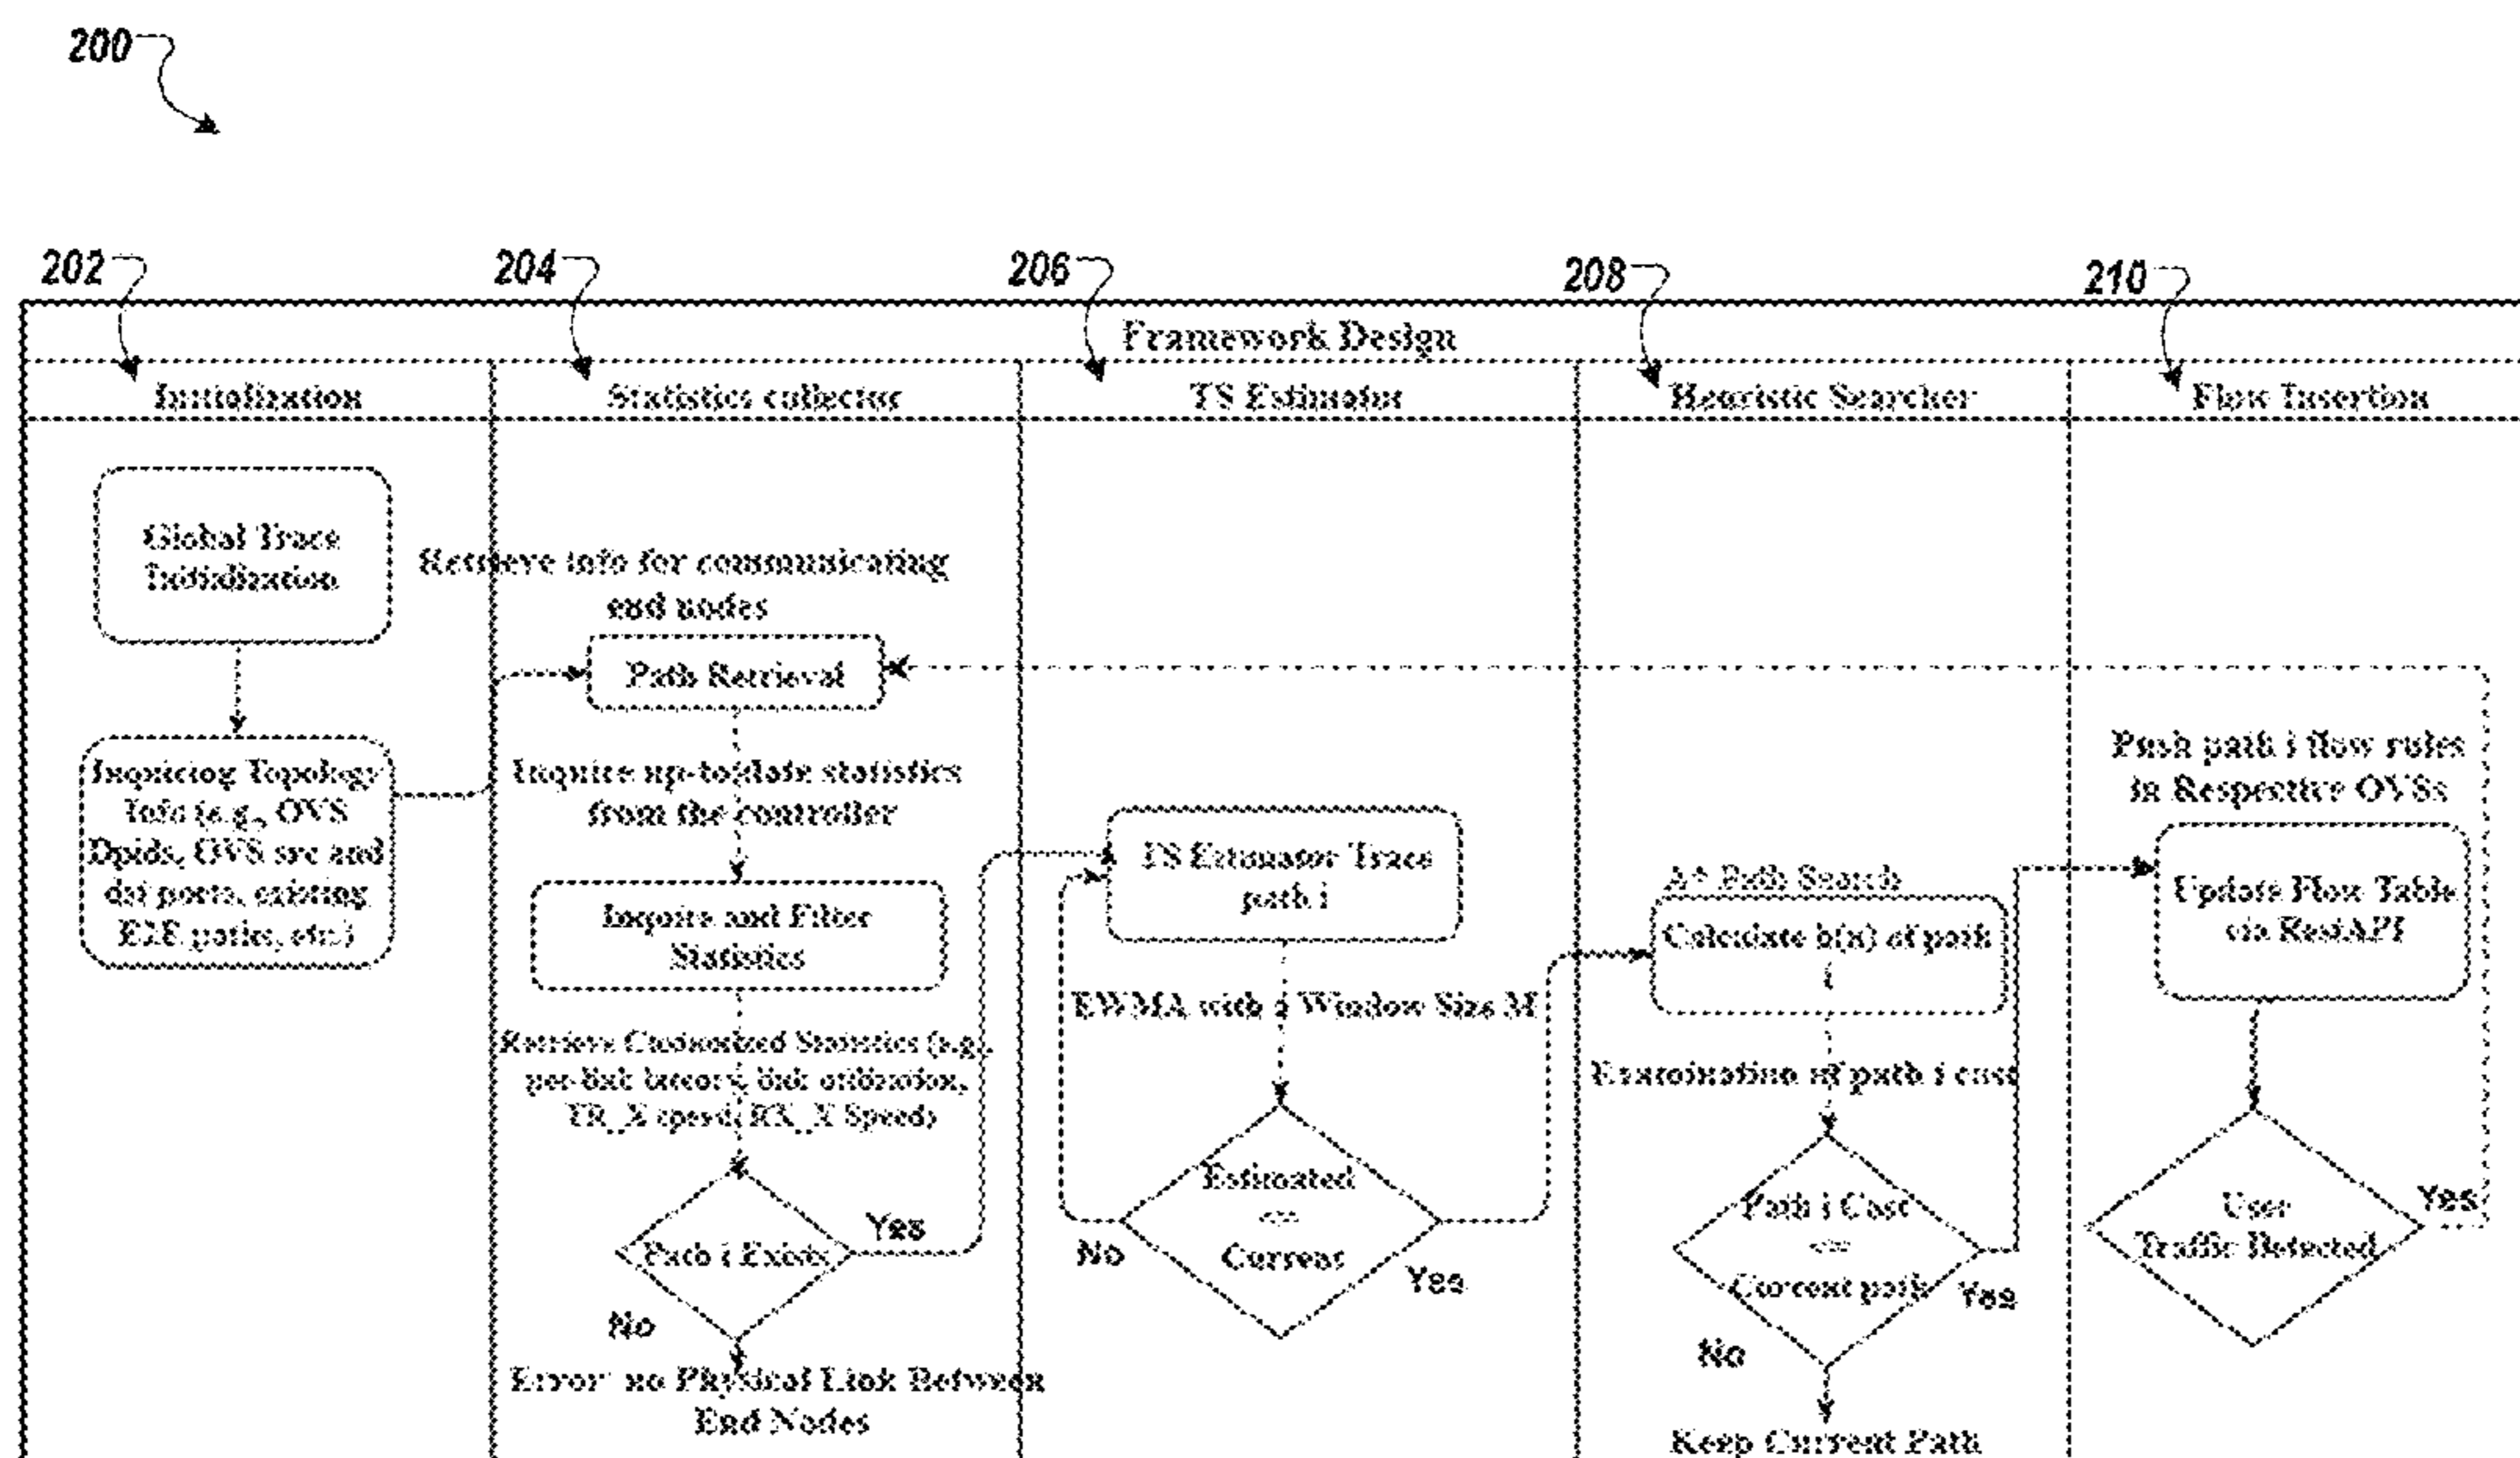 200
202
204
206
208
210
Framework Design
Initialization
Statistics collector
TS Estimator
Heuristic Searcher
Flow Insertion
Global Trace
Initialization
Inquiring Topology
Info (e.g., OVS
Dpids, OVS src and
dst ports, existing
E2E paths, etc.)
Retrieve info for communicating
end nodes
Path Retrieval
Inquire up-to-date statistics
from the controller
Inquire and Filter
Statistics
Retrieve Customized Statistics (e.g.,
per-link latency, link utilization,
TR_X speed, RX_X Speed)
Path i Exists
Yes
No
Error: no Physical Link Between
End Nodes
TS Estimator Trace
path i
EWMA with a Window Size M
Estimated
<=
Current
No
Yes
A* Path Search
Calculate h(n) of path
i
Examination of path i cost
Path i Cost
<=
Current path
Yes
No
Keep Current Path
Push path i flow rules
in Respective OVSs
Update Flow Table
via RestAPI
User
Traffic Detected
Yes